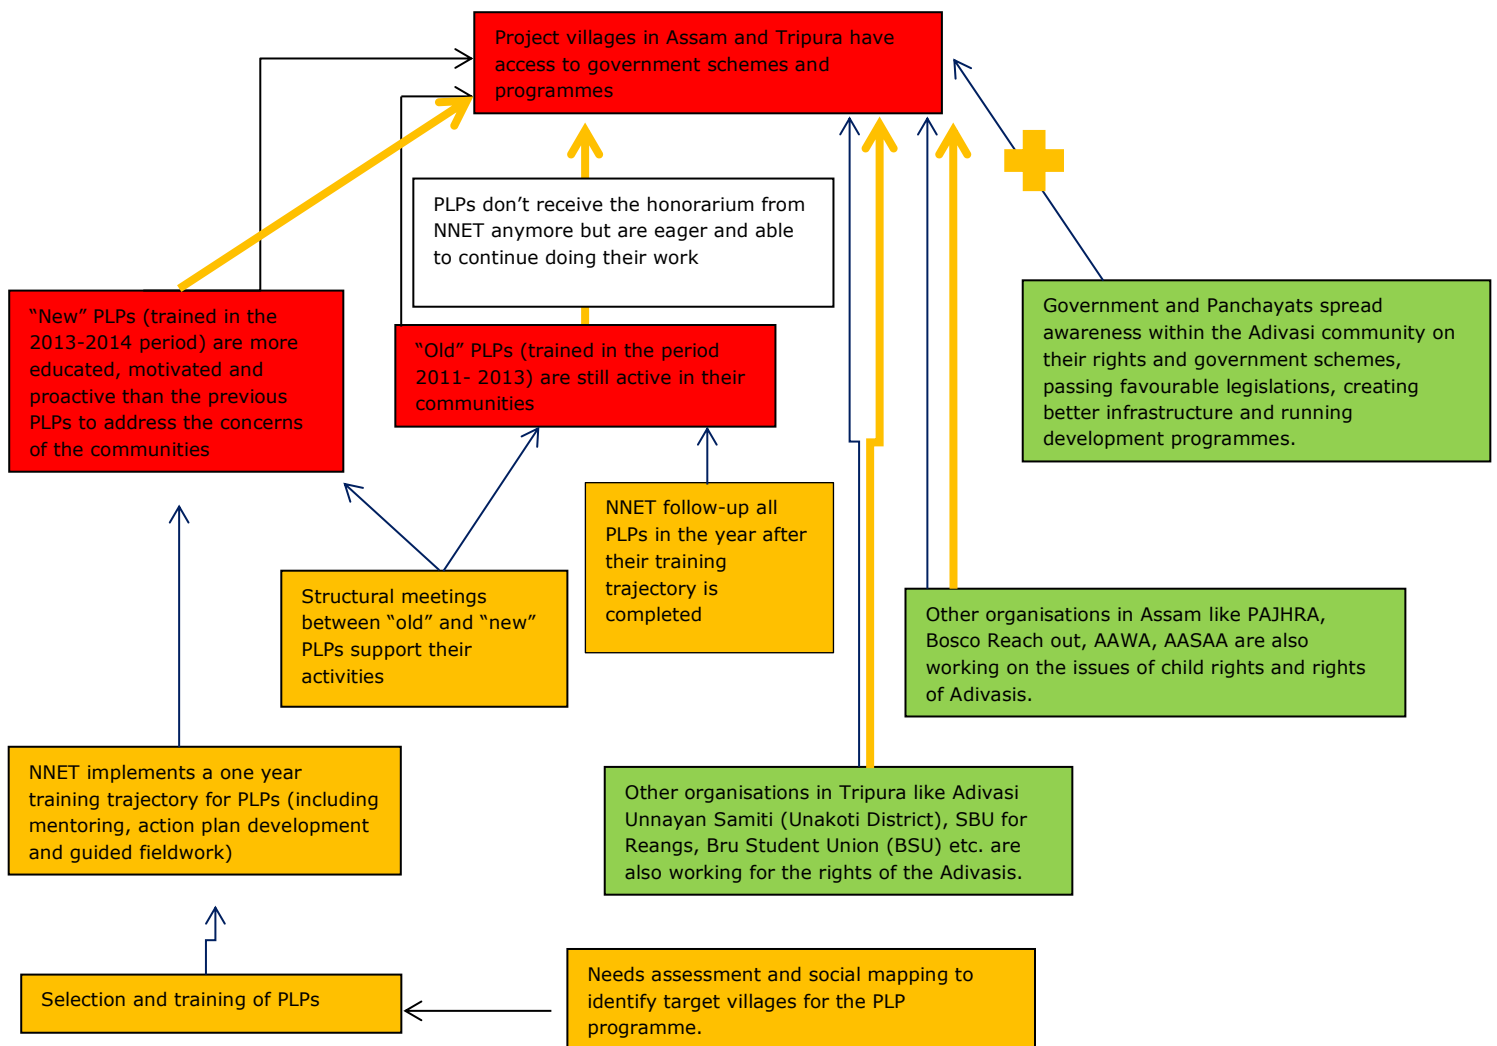 Project villages in Assam and Tripura have
access to government schemes and
programmes
PLPs don’t receive the honorarium from
NNET anymore but are eager and able
to continue doing their work
“New” PLPs (trained in the
2013-2014 period) are more
educated, motivated and
proactive than the previous
PLPs to address the concerns
of the communities
“Old” PLPs (trained in the period
2011- 2013) are still active in their
communities
Government and Panchayats spread
awareness within the Adivasi community on
their rights and government schemes,
passing favourable legislations, creating
better infrastructure and running
development programmes.
NNET follow-up all
PLPs in the year after
their training
trajectory is
completed
Structural meetings
between “old” and “new”
PLPs support their
activities
Other organisations in Assam like PAJHRA,
Bosco Reach out, AAWA, AASAA are also
working on the issues of child rights and rights
of Adivasis.
NNET implements a one year
training trajectory for PLPs (including
mentoring, action plan development
and guided fieldwork)
Other organisations in Tripura like Adivasi
Unnayan Samiti (Unakoti District), SBU for
Reangs, Bru Student Union (BSU) etc. are
also working for the rights of the Adivasis.
Selection and training of PLPs
Needs assessment and social mapping to
identify target villages for the PLP
programme.